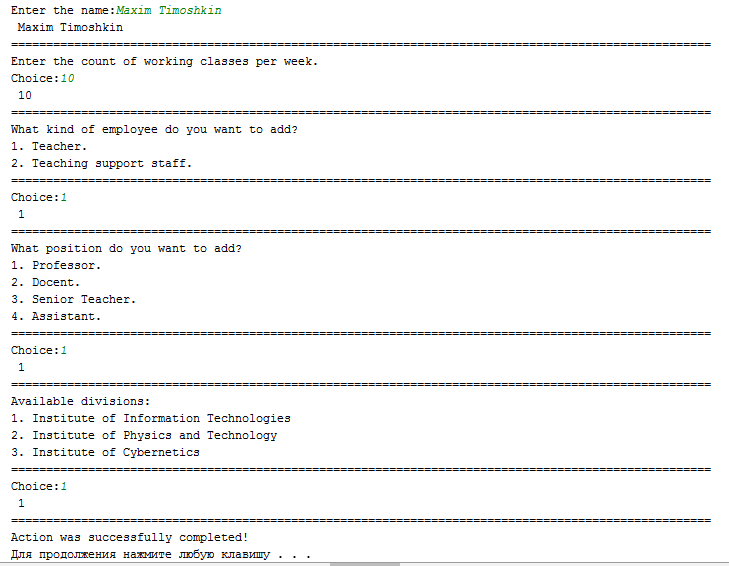 Enter the name:Maxim Timoshkin
Maxim Timoshkin
====================================================================================================
Enter the count of working classes per week.
Choice:10
10
====================================================================================================
What kind of employee do you want to add?
1. Teacher.
2. Teaching support staff.
====================================================================================================
Choice:1
1
====================================================================================================
What position do you want to add?
1. Professor.
2. Docent.
3. Senior Teacher.
4. Assistant.
====================================================================================================
Choice:1
1
====================================================================================================
Available divisions:
1. Institute of Information Technologies
2. Institute of Physics and Technology
3. Institute of Cybernetics
====================================================================================================
Choice:1
1
====================================================================================================
Action was successfully completed!
Для продолжения нажмите любую клавишу . . .